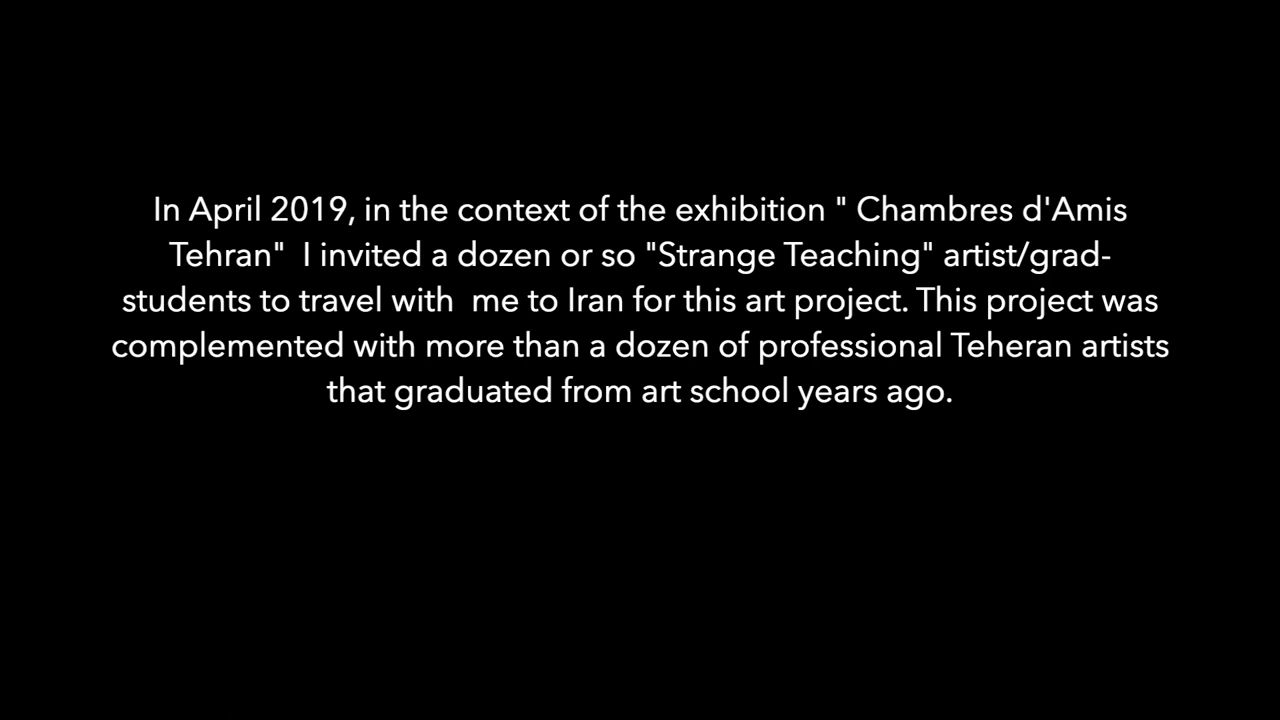 In April 2019, in the context of the exhibition " Chambres d'Amis
Tehran"  I invited a dozen or so "Strange Teaching" artist/grad-
students to travel with  me to Iran for this art project. This project was
complemented with more than a dozen of professional Teheran artists
that graduated from art school years ago.